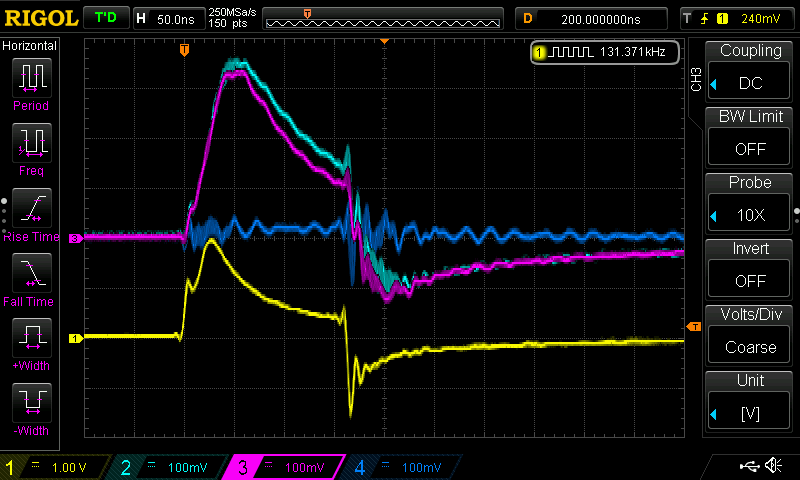 RIGOL T'D H 50.0ns 250MSa/s 150 pts T D 200.000000ns T 1 240mV
Horizontal
Period
Freq
Rise Time
Fall Time
+Width
-Width
T
1 131.371kHz
3
1
T
CH3
Coupling
DC
BW Limit
OFF
Probe
10X
Invert
OFF
Volts/Div
Coarse
Unit
[V]
1 1.00 V 2 100mV 3 100mV 4 100mV